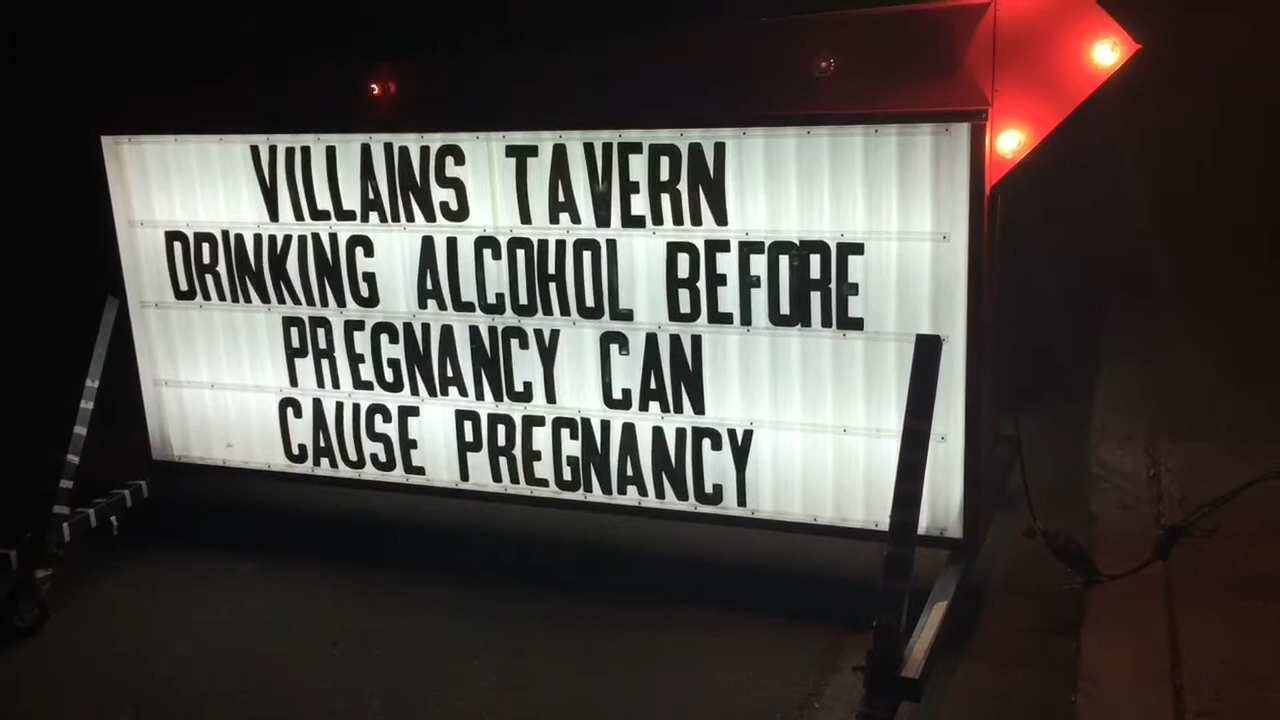 VILLAINS TAVERN
DRINKING ALCOHOL BEFORE
PREGNANCY CAN
CAUSE PREGNANCY